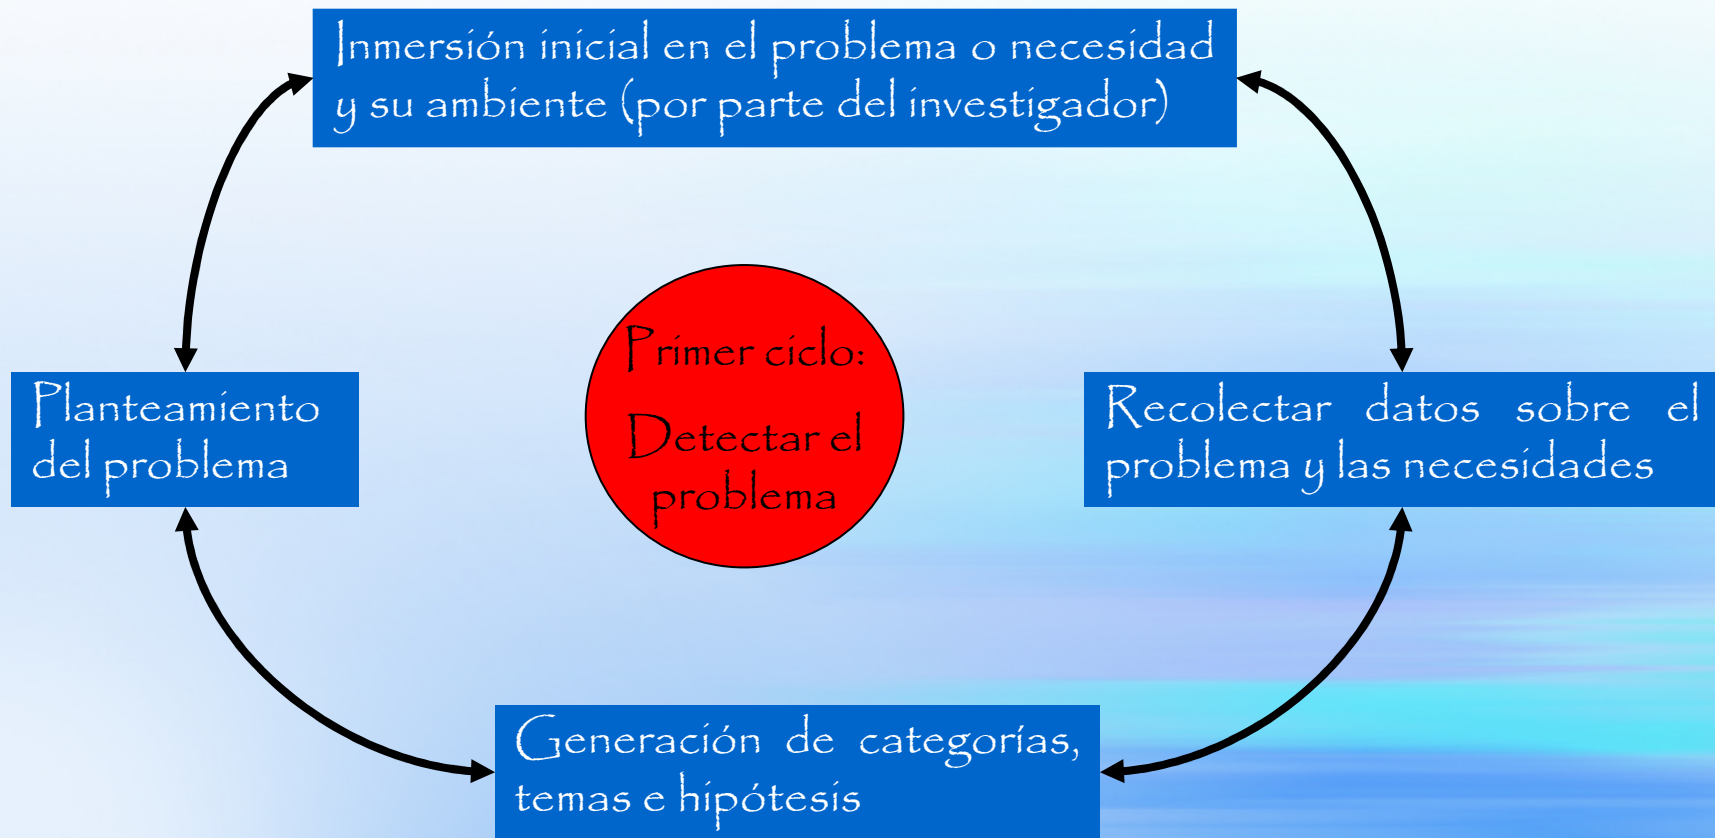 Inmersión inicial en el problema o necesidad
y su ambiente (por parte del investigador)
Primer ciclo:
Detectar el
problema
Planteamiento
del problema
Recolectar datos sobre el
problema y las necesidades
Generación de categorías,
temas e hipótesis